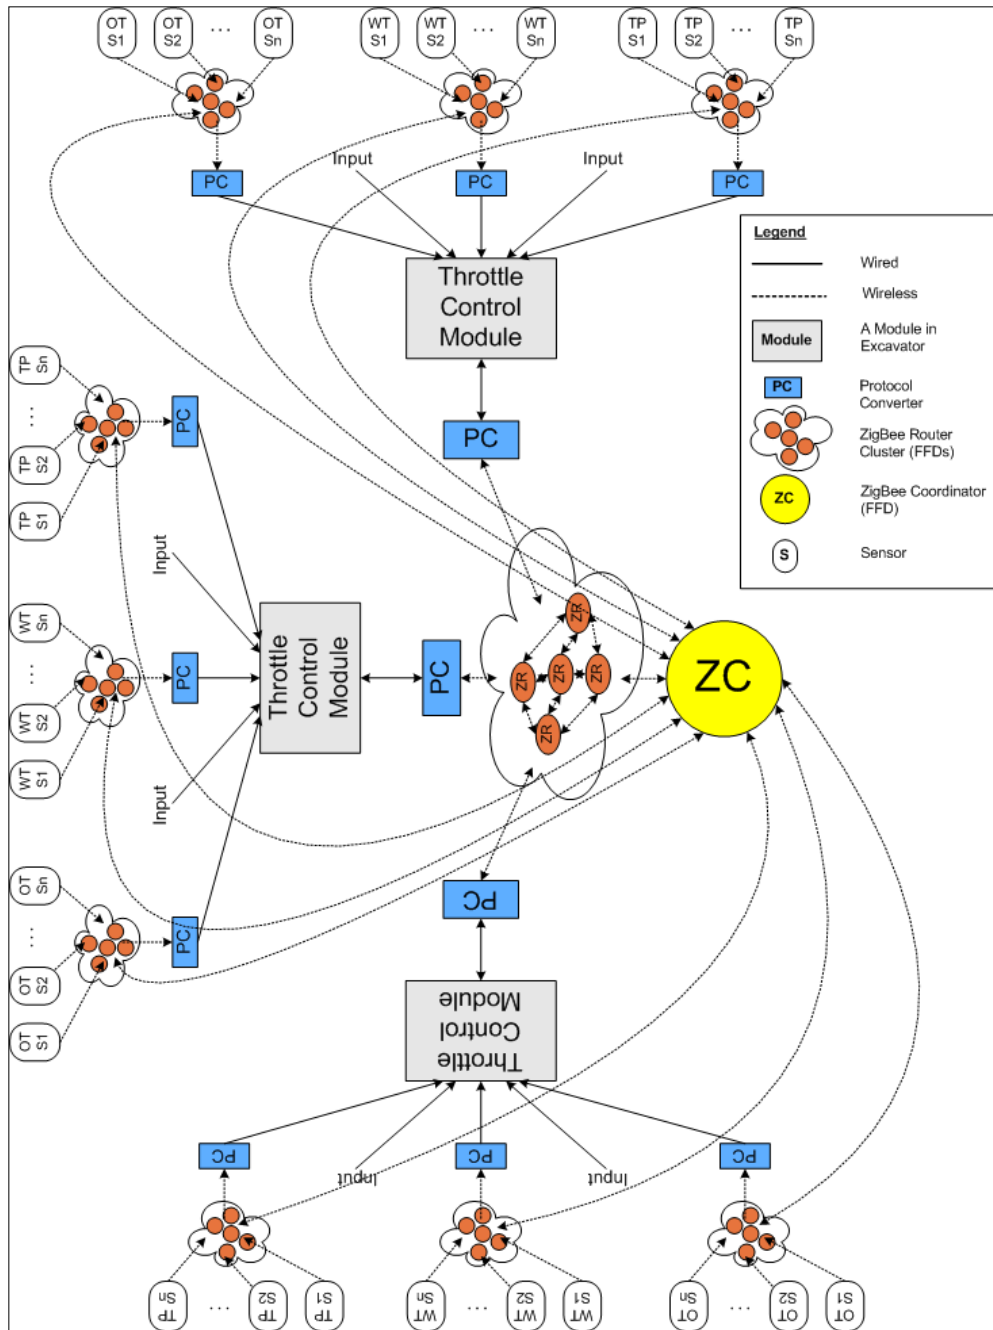 OT
S1
OT
S2
...
OT
Sn
WT
S1
WT
S2
...
WT
Sn
TP
S1
TP
S2
...
TP
Sn
PC
Input
PC
Input
PC
Throttle
Control
Module
PC
Legend
Wired
Wireless
Module
A Module in
Excavator
PC
Protocol
Converter
ZigBee Router
Cluster (FFDs)
ZC
ZigBee Coordinator
(FFD)
S
Sensor
TP
Sn
...
TP
S2
TP
S1
PC
Input
WT
Sn
...
WT
S2
WT
S1
PC
Input
OT
Sn
...
OT
S2
OT
S1
PC
Throttle
Control
Module
PC
ZR
ZR
ZR
ZR
ZR
ZC
PC
Throttle
Control
Module
PC
Input
PC
Input
PC
TP
Sn
...
TP
S2
TP
S1
WT
Sn
...
WT
S2
WT
S1
OT
Sn
...
OT
S2
OT
S1